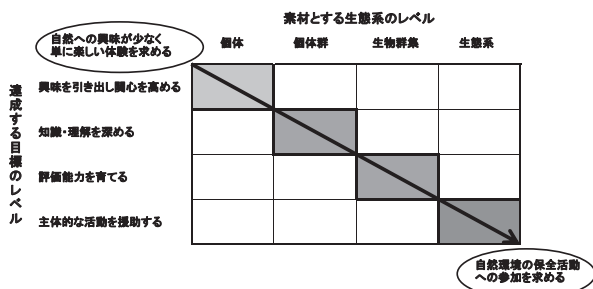 素材とする生態系のレベル
自然への興味が少なく
単に楽しい体験を求める
個体
個体群
生物群集
生態系
達成する目標のレベル
興味を引き出し関心を高める
知識・理解を深める
評価能力を育てる
主体的な活動を援助する
自然環境の保全活動
への参加を求める